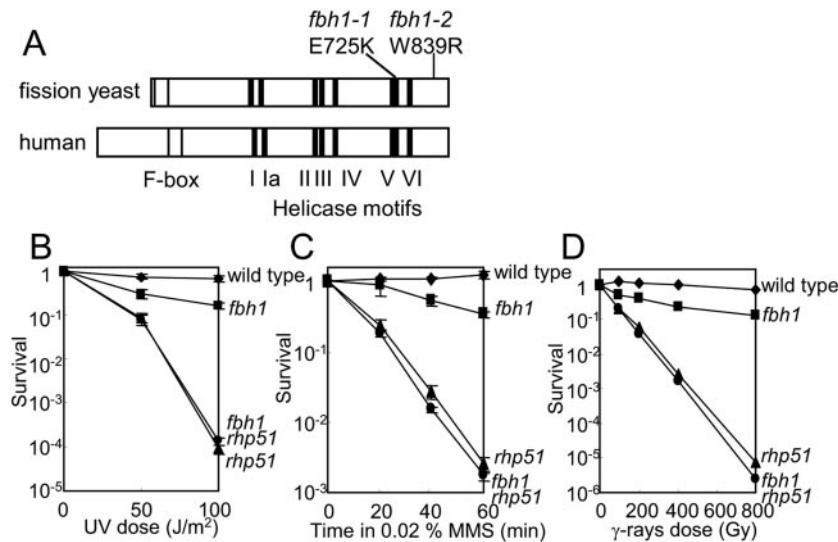 A
fbh1-1 fbh1-2
E725K W839R
fission yeast
human
F-box I Ia II III IV V VI
Helicase motifs
B
Survival
1
10-1
10-2
10-3
10-4
10-5
0 50 100
UV dose (J/m2)
wild type
fbh1
fbh1
rhp51
rhp51
C
Survival
1
10-1
10-2
10-3
0 20 40 60
Time in 0.02 % MMS (min)
wild type
fbh1
rhp51
fbh1
rhp51
D
Survival
1
10-1
10-2
10-3
10-4
10-5
10-6
0 200 400 600 800
γ-rays dose (Gy)
wild type
fbh1
rhp51
fbh1
rhp51